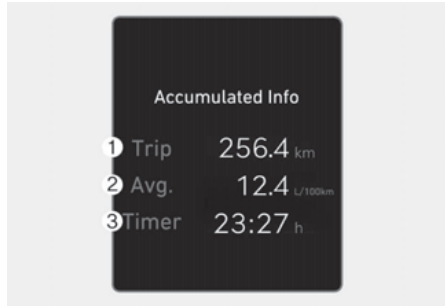 Accumulated Info
1 Trip 256.4 km
2 Avg. 12.4 L/100km
3 Timer 23:27 h